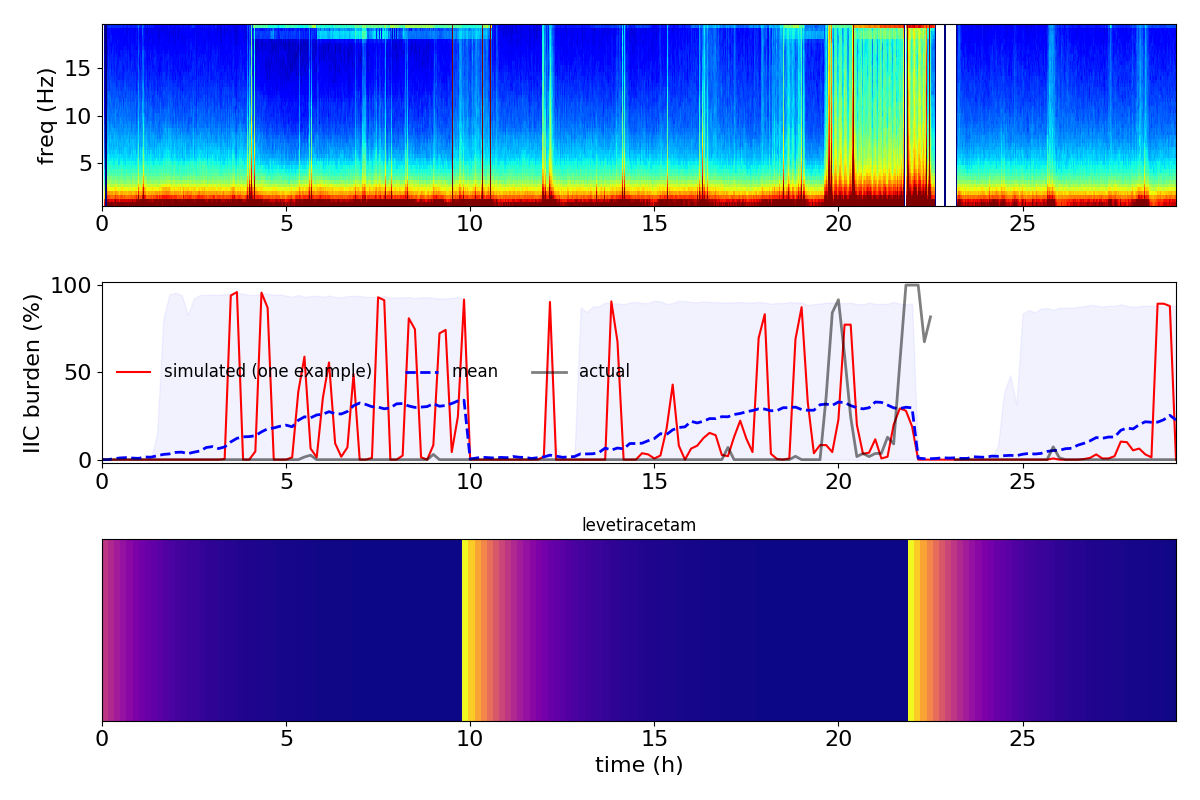 freq (Hz)
15
10
5
0 5 10 15 20 25
IIC burden (%)
100
50
0
simulated (one example) mean actual
0 5 10 15 20 25
levetiracetam
0 5 10 15 20 25
time (h)